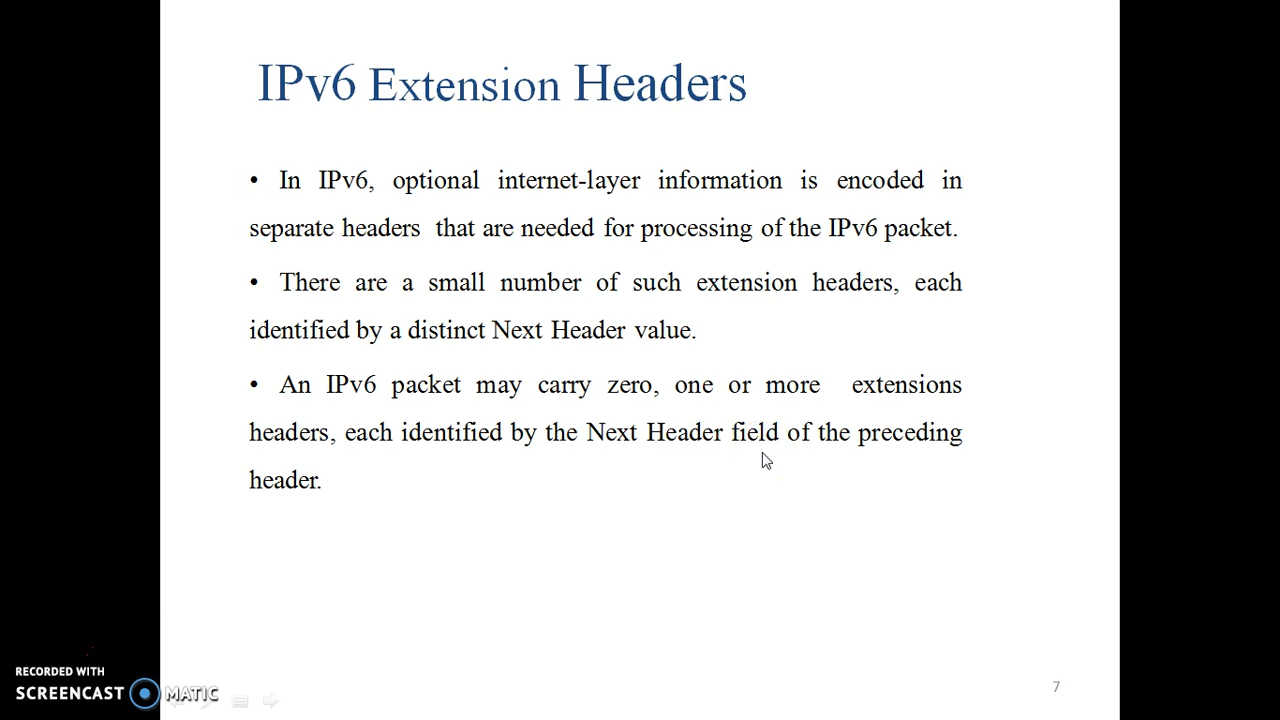 IPv6 Extension Headers
• In IPv6, optional internet-layer information is encoded in
separate headers that are needed for processing of the IPv6 packet.
• There are a small number of such extension headers, each
identified by a distinct Next Header value.
• An IPv6 packet may carry zero, one or more extensions
headers, each identified by the Next Header field of the preceding
header.
RECORDED WITH
SCREENCAST MATIC
7